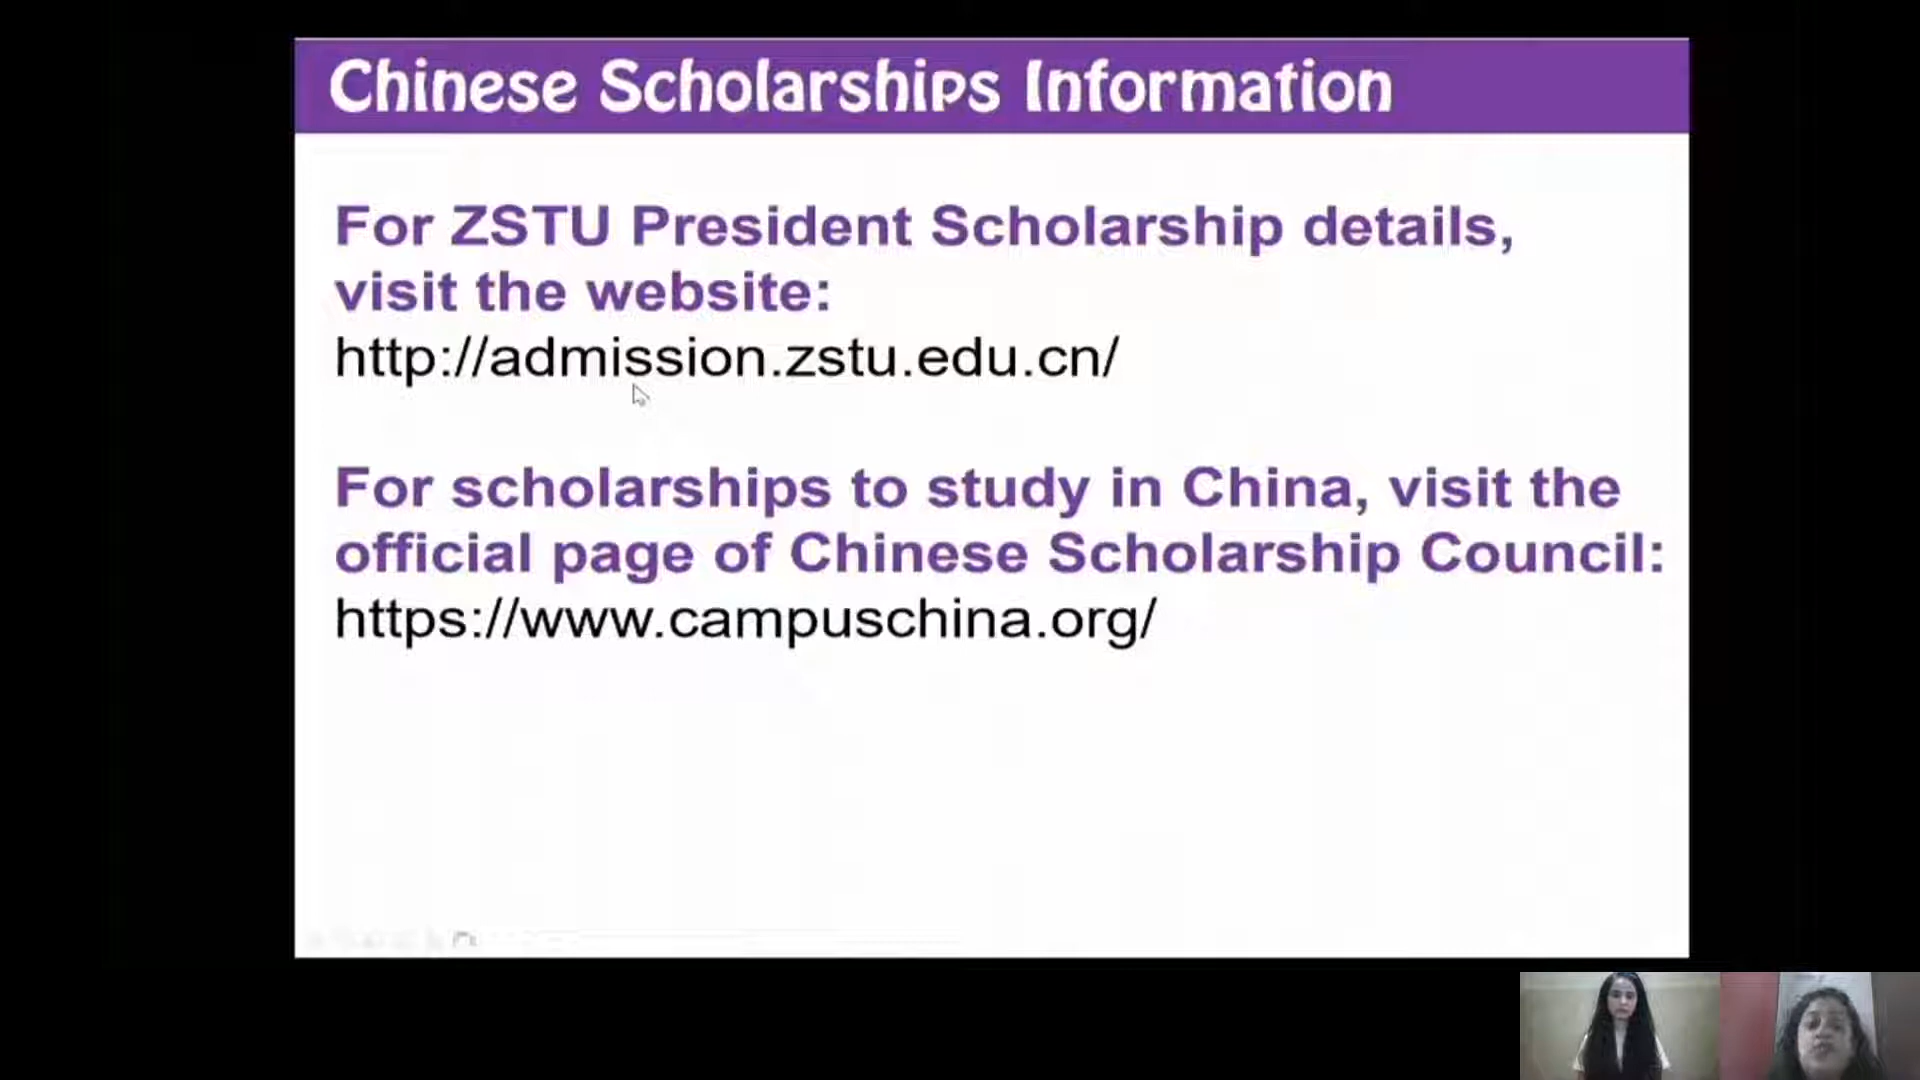 Chinese Scholarships Information
For ZSTU President Scholarship details,
visit the website:
http://admission.zstu.edu.cn/
For scholarships to study in China, visit the
official page of Chinese Scholarship Council:
https://www.campuschina.org/